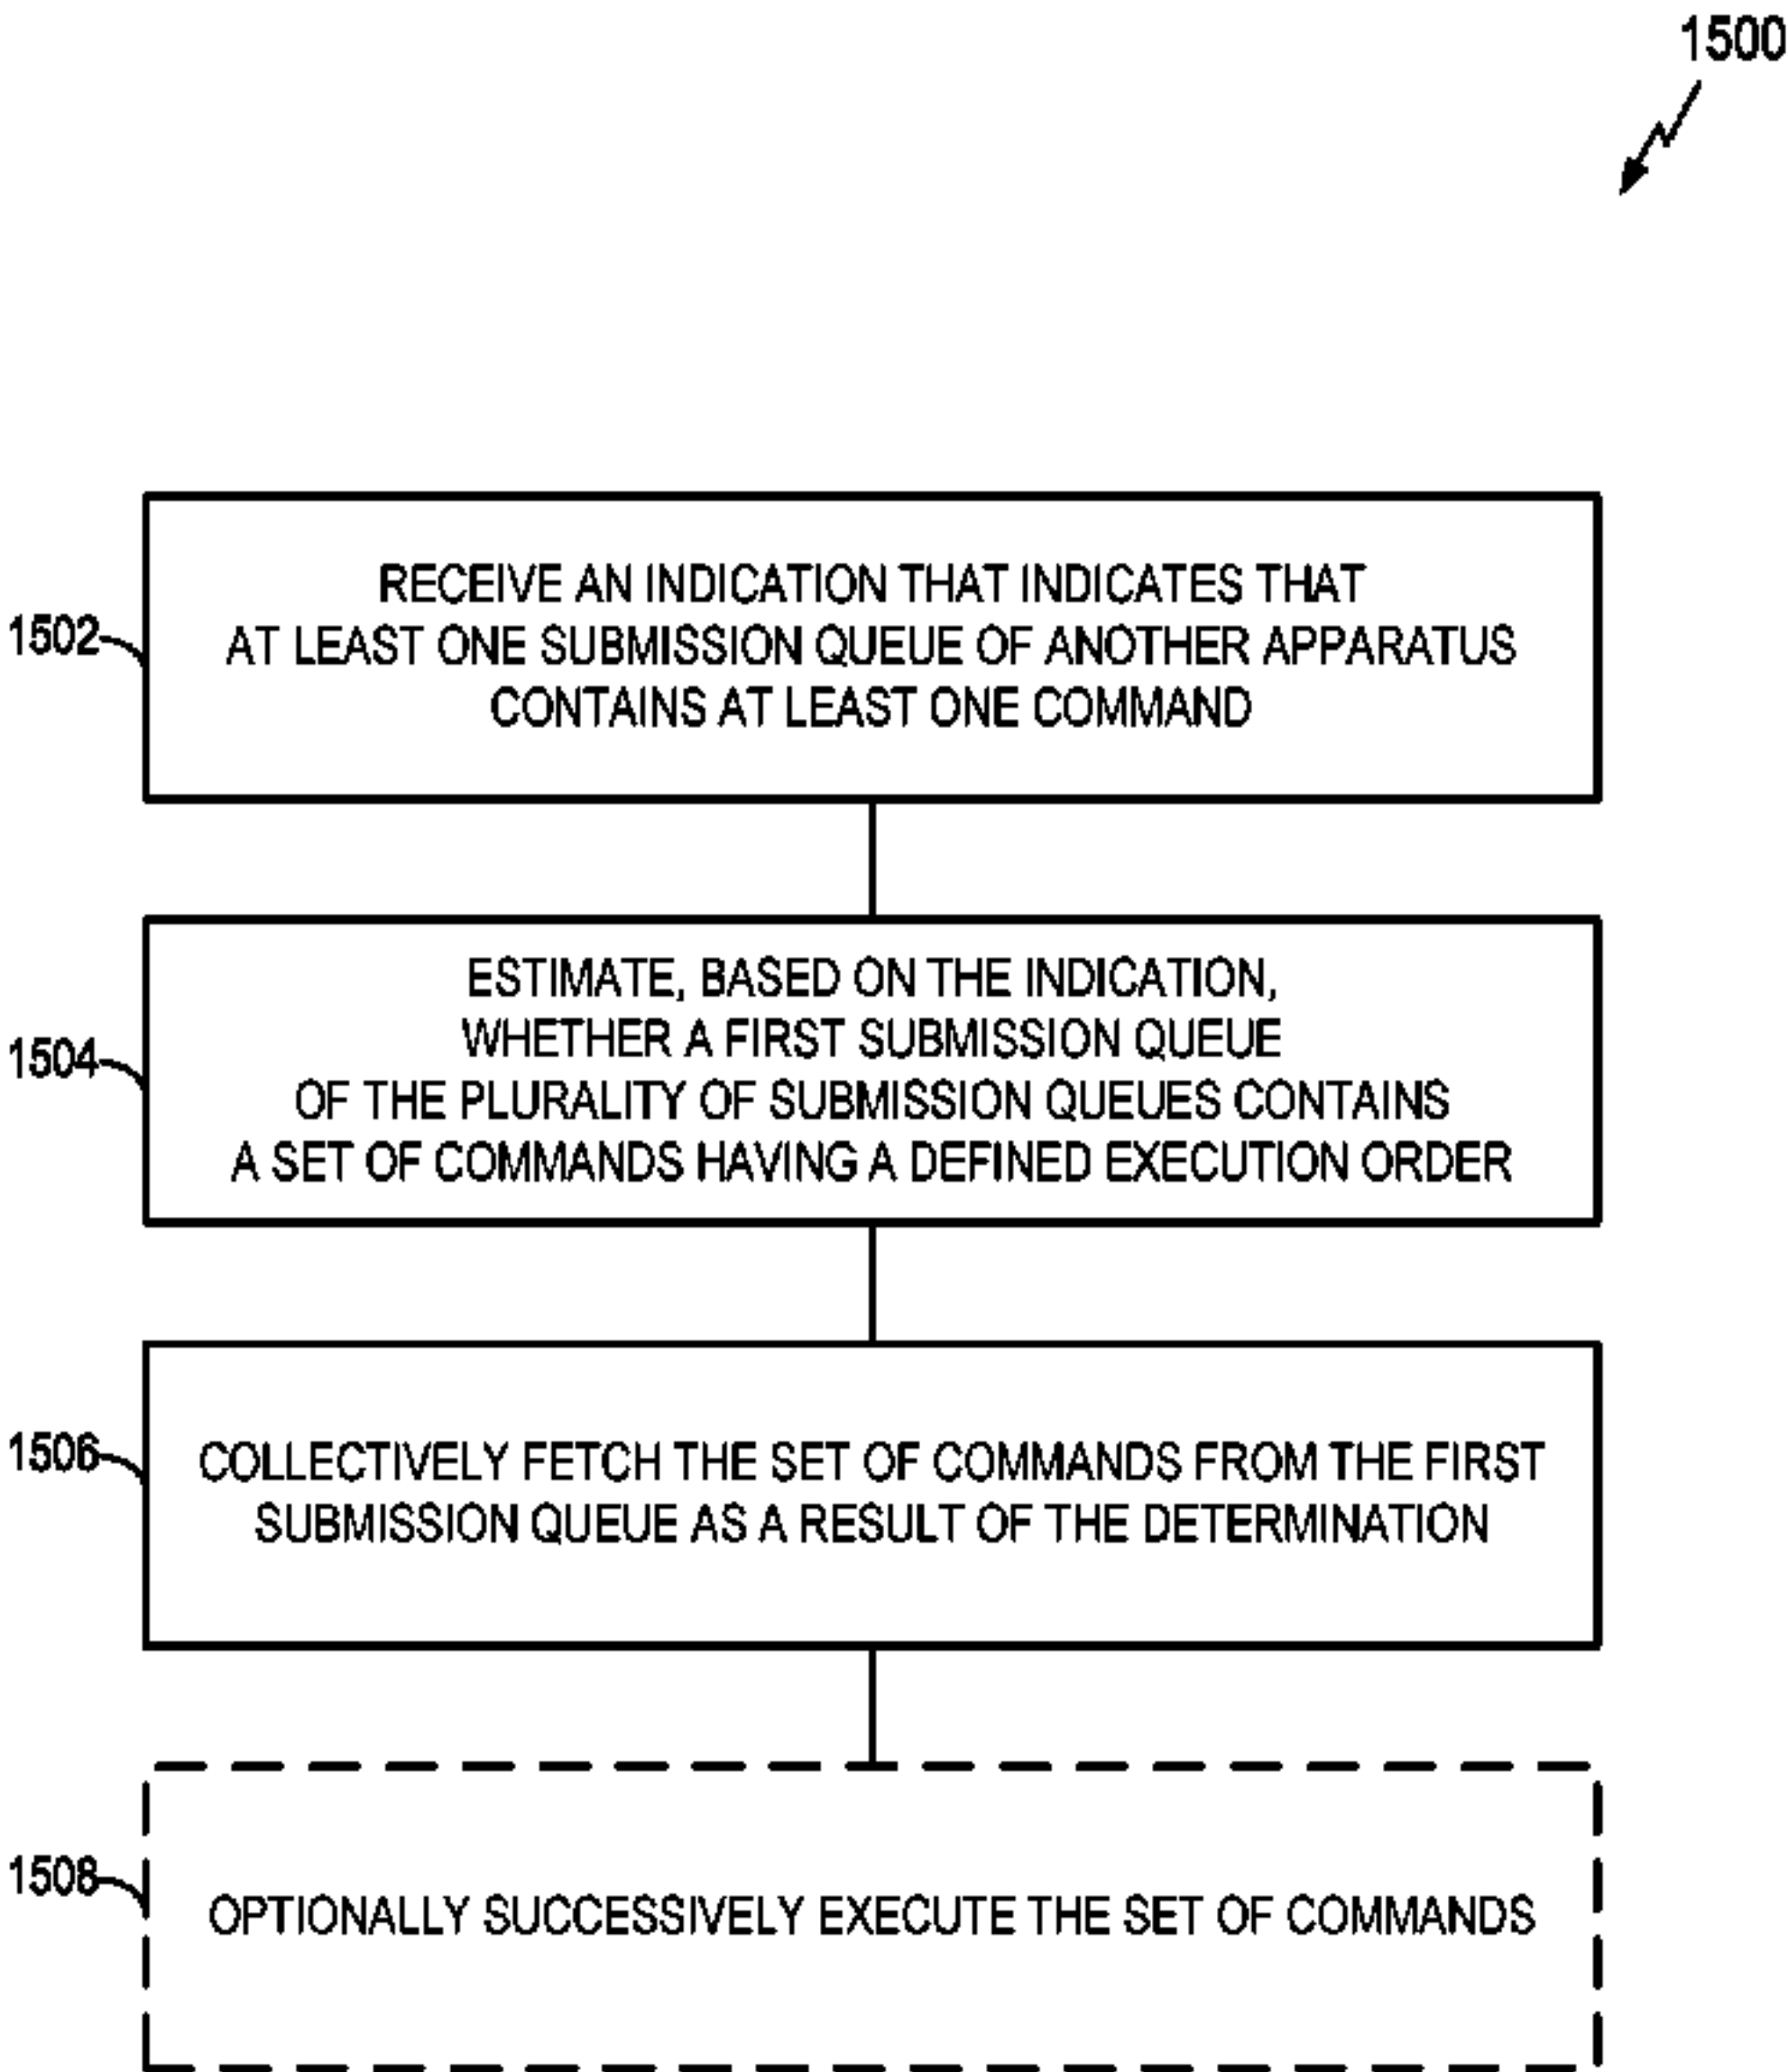 1500
1502
RECEIVE AN INDICATION THAT INDICATES THAT
AT LEAST ONE SUBMISSION QUEUE OF ANOTHER APPARATUS
CONTAINS AT LEAST ONE COMMAND
1504
ESTIMATE, BASED ON THE INDICATION,
WHETHER A FIRST SUBMISSION QUEUE
OF THE PLURALITY OF SUBMISSION QUEUES CONTAINS
A SET OF COMMANDS HAVING A DEFINED EXECUTION ORDER
1506
COLLECTIVELY FETCH THE SET OF COMMANDS FROM THE FIRST
SUBMISSION QUEUE AS A RESULT OF THE DETERMINATION
1508
OPTIONALLY SUCCESSIVELY EXECUTE THE SET OF COMMANDS